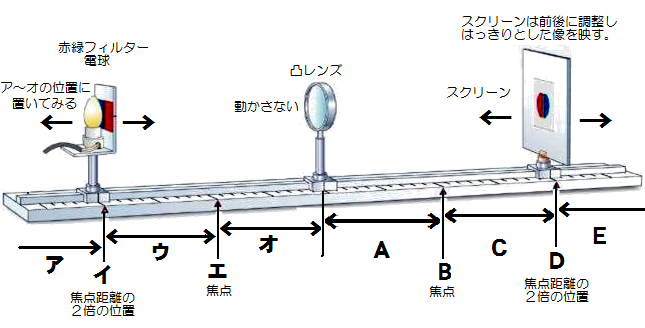 スクリーンは前後に調整し
はっきりとした像を映す。
赤緑フィルター
電球
ア～オの位置に
置いてみる
凸レンズ
動かさない
スクリーン
ア
イ
ウ
エ
オ
A
B
C
D
E
焦点距離の
２倍の位置
焦点
焦点
焦点距離の
２倍の位置